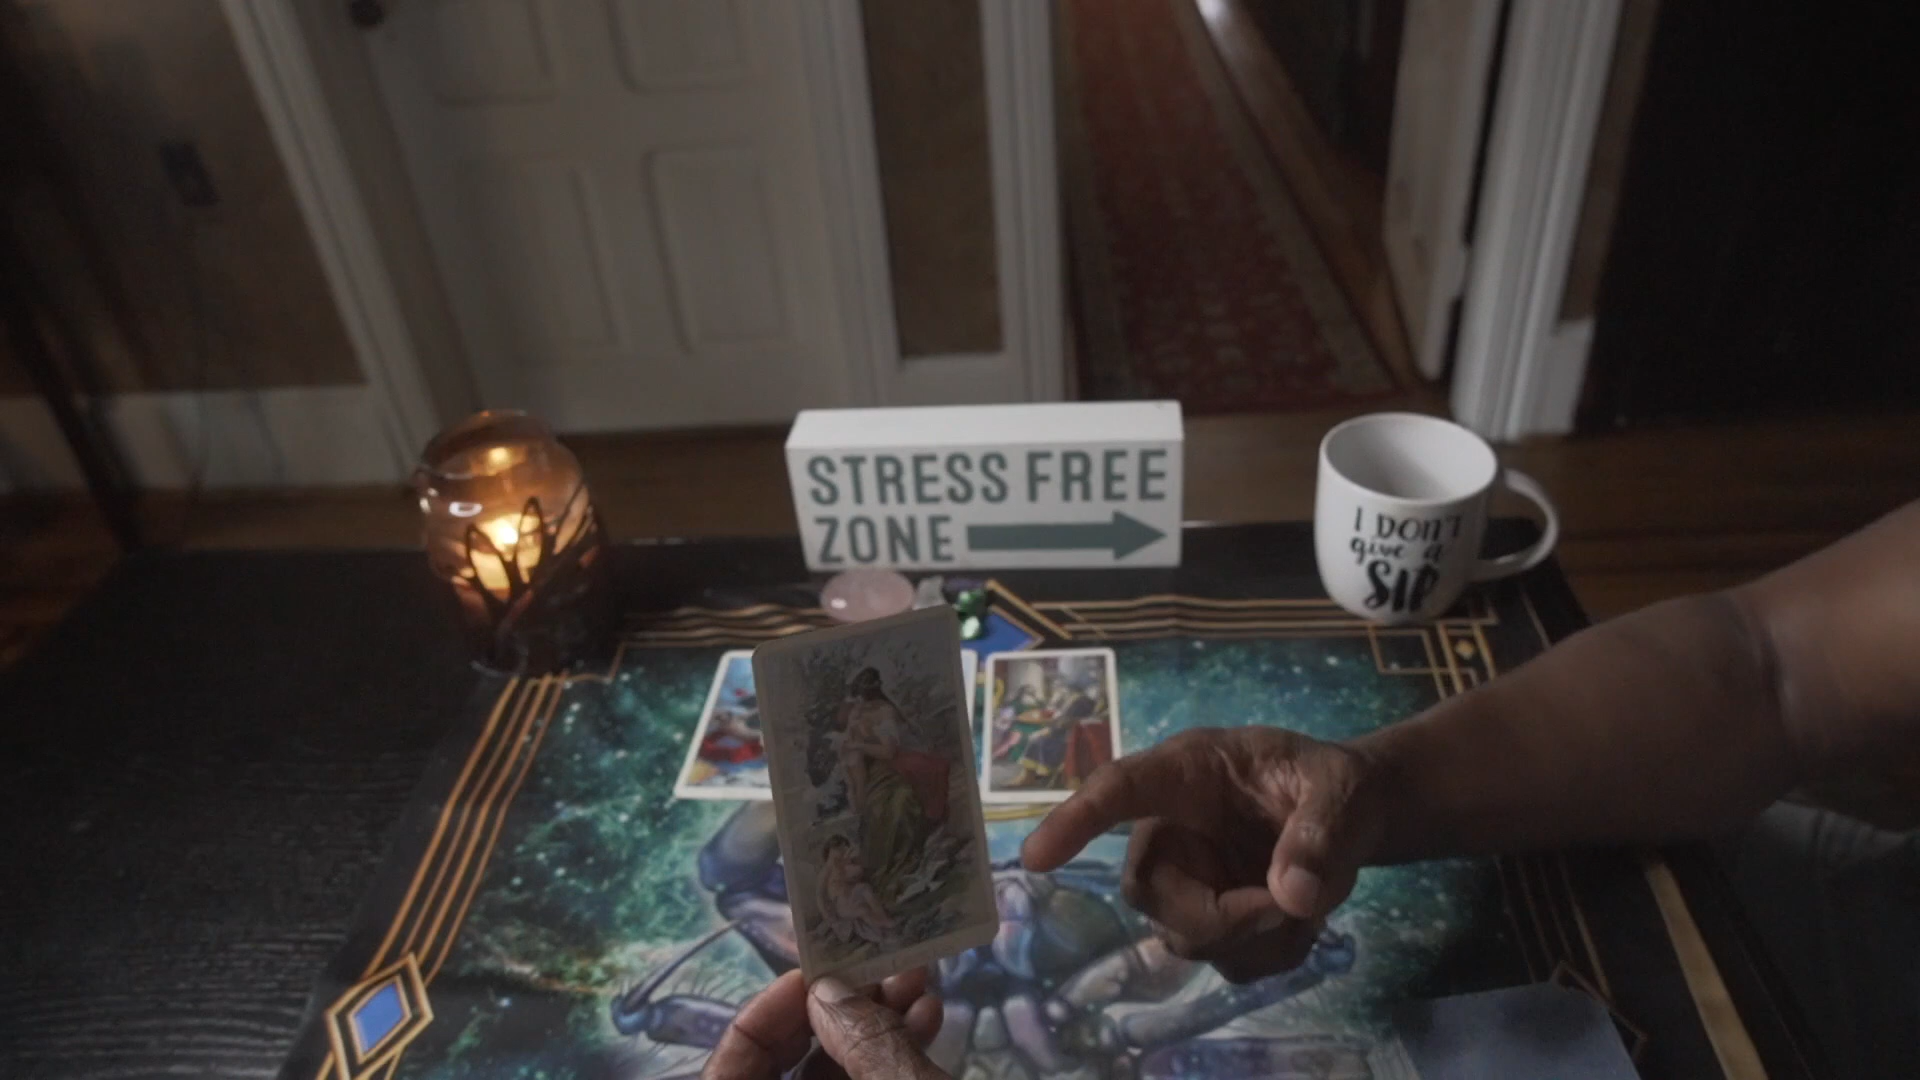 STRESS FREE
ZONE
I DON'T
give a
SIP